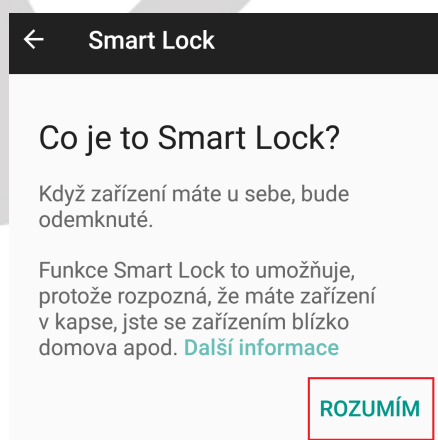 Smart Lock
Co je to Smart Lock?
Když zařízení máte u sebe, bude
odemknuté.
Funkce Smart Lock to umožňuje,
protože rozpozná, že máte zařízení
v kapse, jste se zařízením blízko
domova apod. Další informace
ROZUMÍM